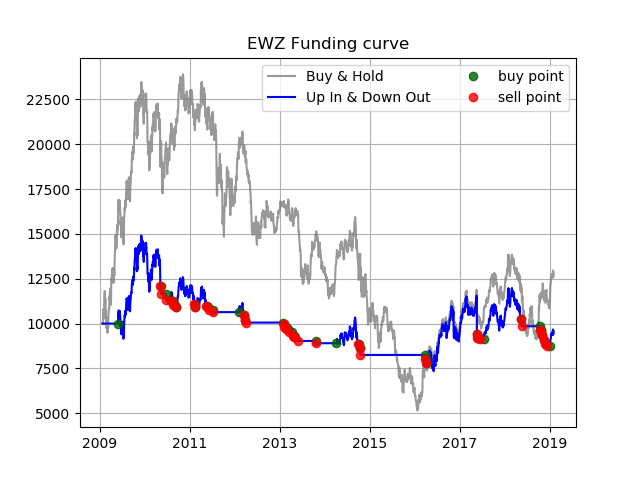 EWZ Funding curve
Buy & Hold
Up In & Down Out
buy point
sell point
22500
20000
17500
15000
12500
10000
7500
5000
2009 2011 2013 2015 2017 2019